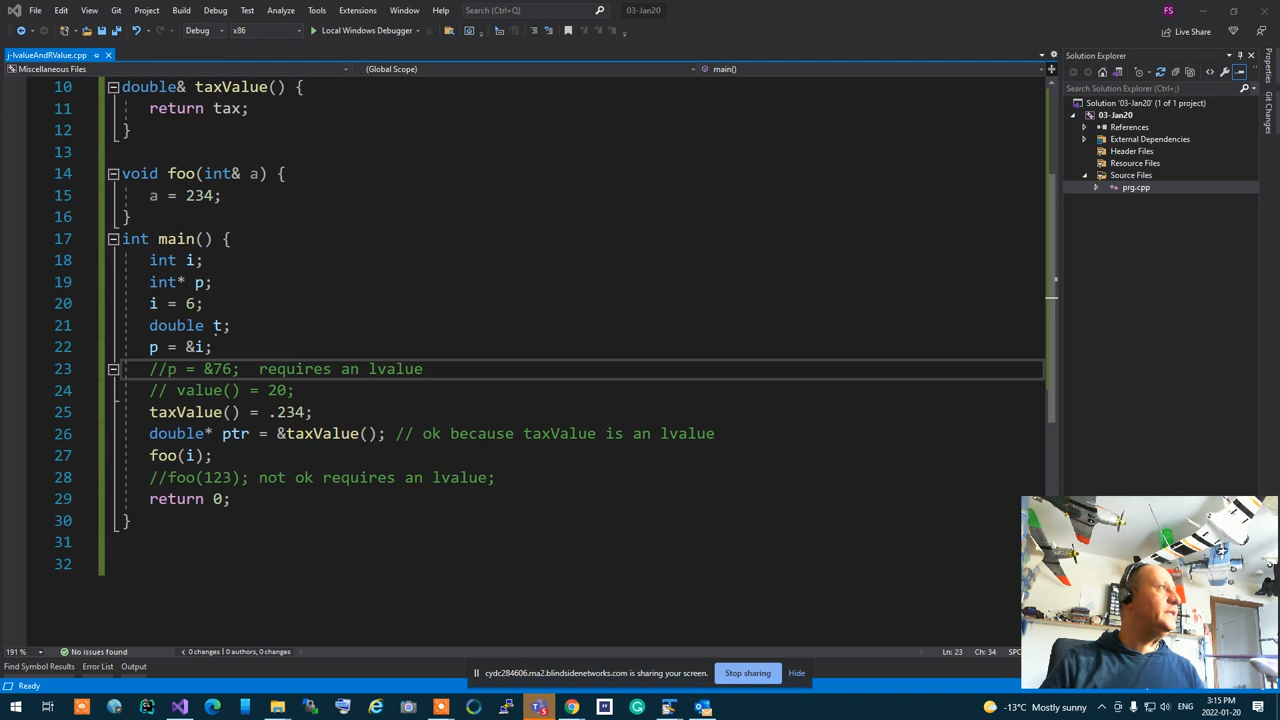 File Edit View Git Project Build Debug Test Analyze Tools Extensions Window Help Search (Ctrl+Q) 03-Jan20 FS
Debug x86 Local Windows Debugger Live Share
j-lvalueAndRValue.cpp Solution Explorer
Miscellaneous Files (Global Scope) main()
Search Solution Explorer (Ctrl+;)
Solution '03-Jan20' (1 of 1 project)
03-Jan20
References
External Dependencies
Header Files
Resource Files
Source Files
prg.cpp
Properties
Git Changes
10 double& taxValue() {
11 return tax;
12 }
13
14 void foo(int& a) {
15 a = 234;
16 }
17 int main() {
18 int i;
19 int* p;
20 i = 6;
21 double t;
22 p = &i;
23 //p = &76;  requires an lvalue
24 // value() = 20;
25 taxValue() = .234;
26 double* ptr = &taxValue(); // ok because taxValue is an lvalue
27 foo(i);
28 //foo(123); not ok requires an lvalue;
29 return 0;
30 }
31
32
191 % No issues found 0 changes | 0 authors, 0 changes Ln: 23 Ch: 34 SPC
Find Symbol Results Error List Output
cydc284606.rna2.blindsidenetworks.com is sharing your screen. Stop sharing Hide
Ready
-13°C Mostly sunny ENG 3:15 PM
2022-01-20